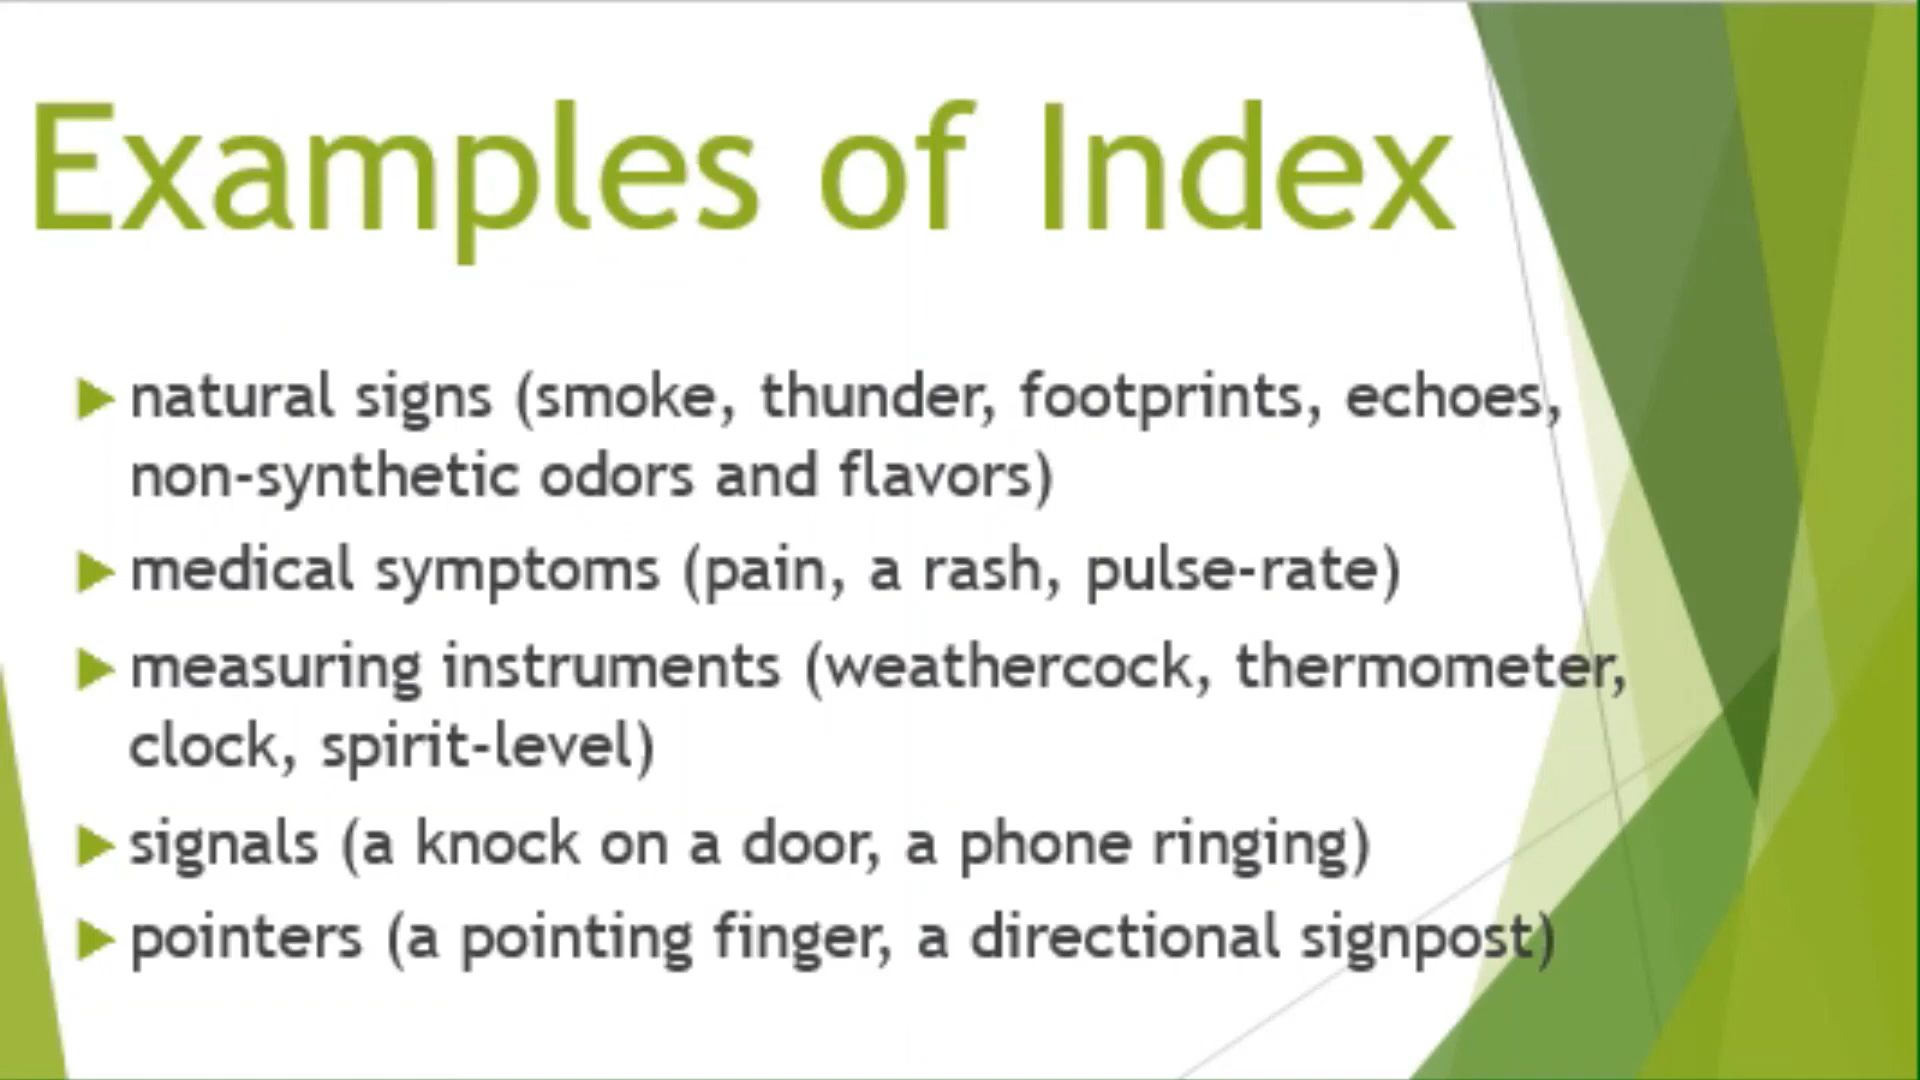 Examples of Index
natural signs (smoke, thunder, footprints, echoes,
non-synthetic odors and flavors)
medical symptoms (pain, a rash, pulse-rate)
measuring instruments (weathercock, thermometer,
clock, spirit-level)
signals (a knock on a door, a phone ringing)
pointers (a pointing finger, a directional signpost)